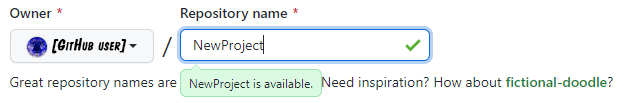 Owner * Repository name *
[GitHub user] / NewProject
Great repository names are NewProject is available. Need inspiration? How about fictional-doodle?